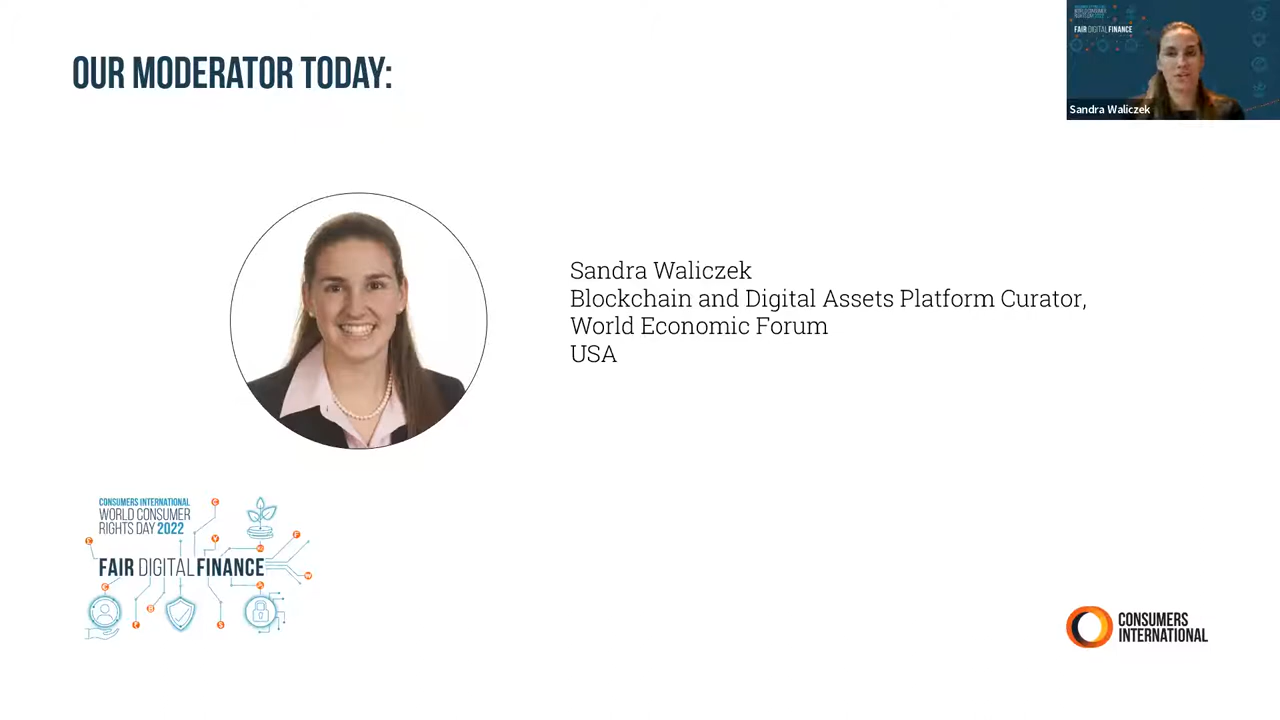 OUR MODERATOR TODAY:
FAIR DIGITAL FINANCE
Sandra Waliczek
Sandra Waliczek
Blockchain and Digital Assets Platform Curator,
World Economic Forum
USA
CONSUMERS INTERNATIONAL
WORLD CONSUMER
RIGHTS DAY 2022
FAIR DIGITAL FINANCE
CONSUMERS
INTERNATIONAL